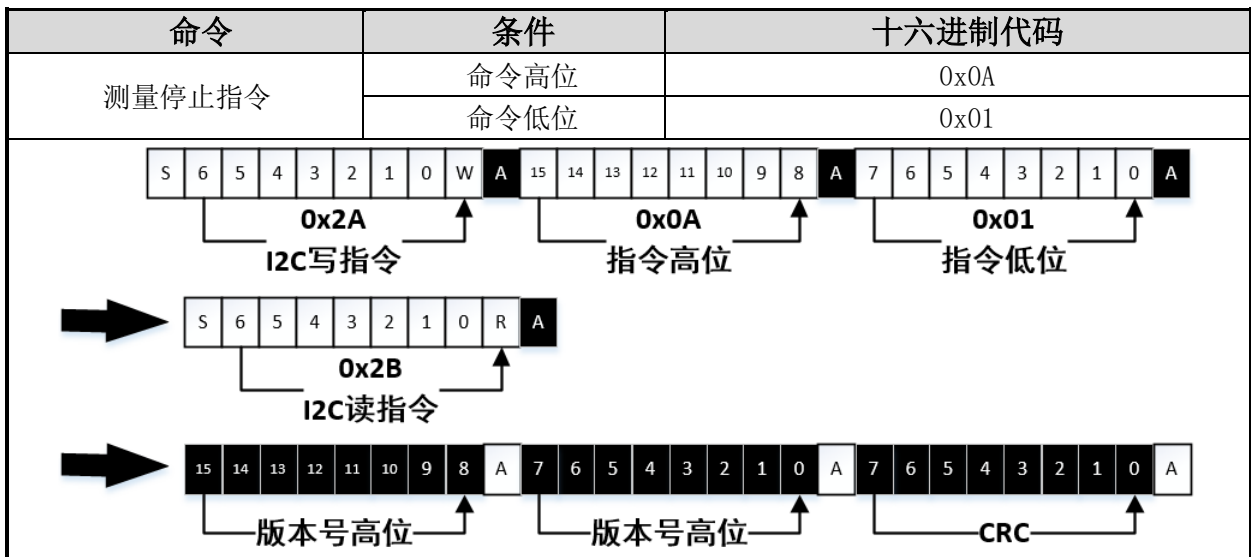 命令 条件 十六进制代码
测量停止指令 命令高位 0x0A
命令低位 0x01
S 6 5 4 3 2 1 0 W A 15 14 13 12 11 10 9 8 A 7 6 5 4 3 2 1 0 A
0x2A 0x0A 0x01
I2C写指令 指令高位 指令低位
S 6 5 4 3 2 1 0 R A
0x2B
I2C读指令
15 14 13 12 11 10 9 8 A 7 6 5 4 3 2 1 0 A 7 6 5 4 3 2 1 0 A
版本号高位 版本号高位 CRC